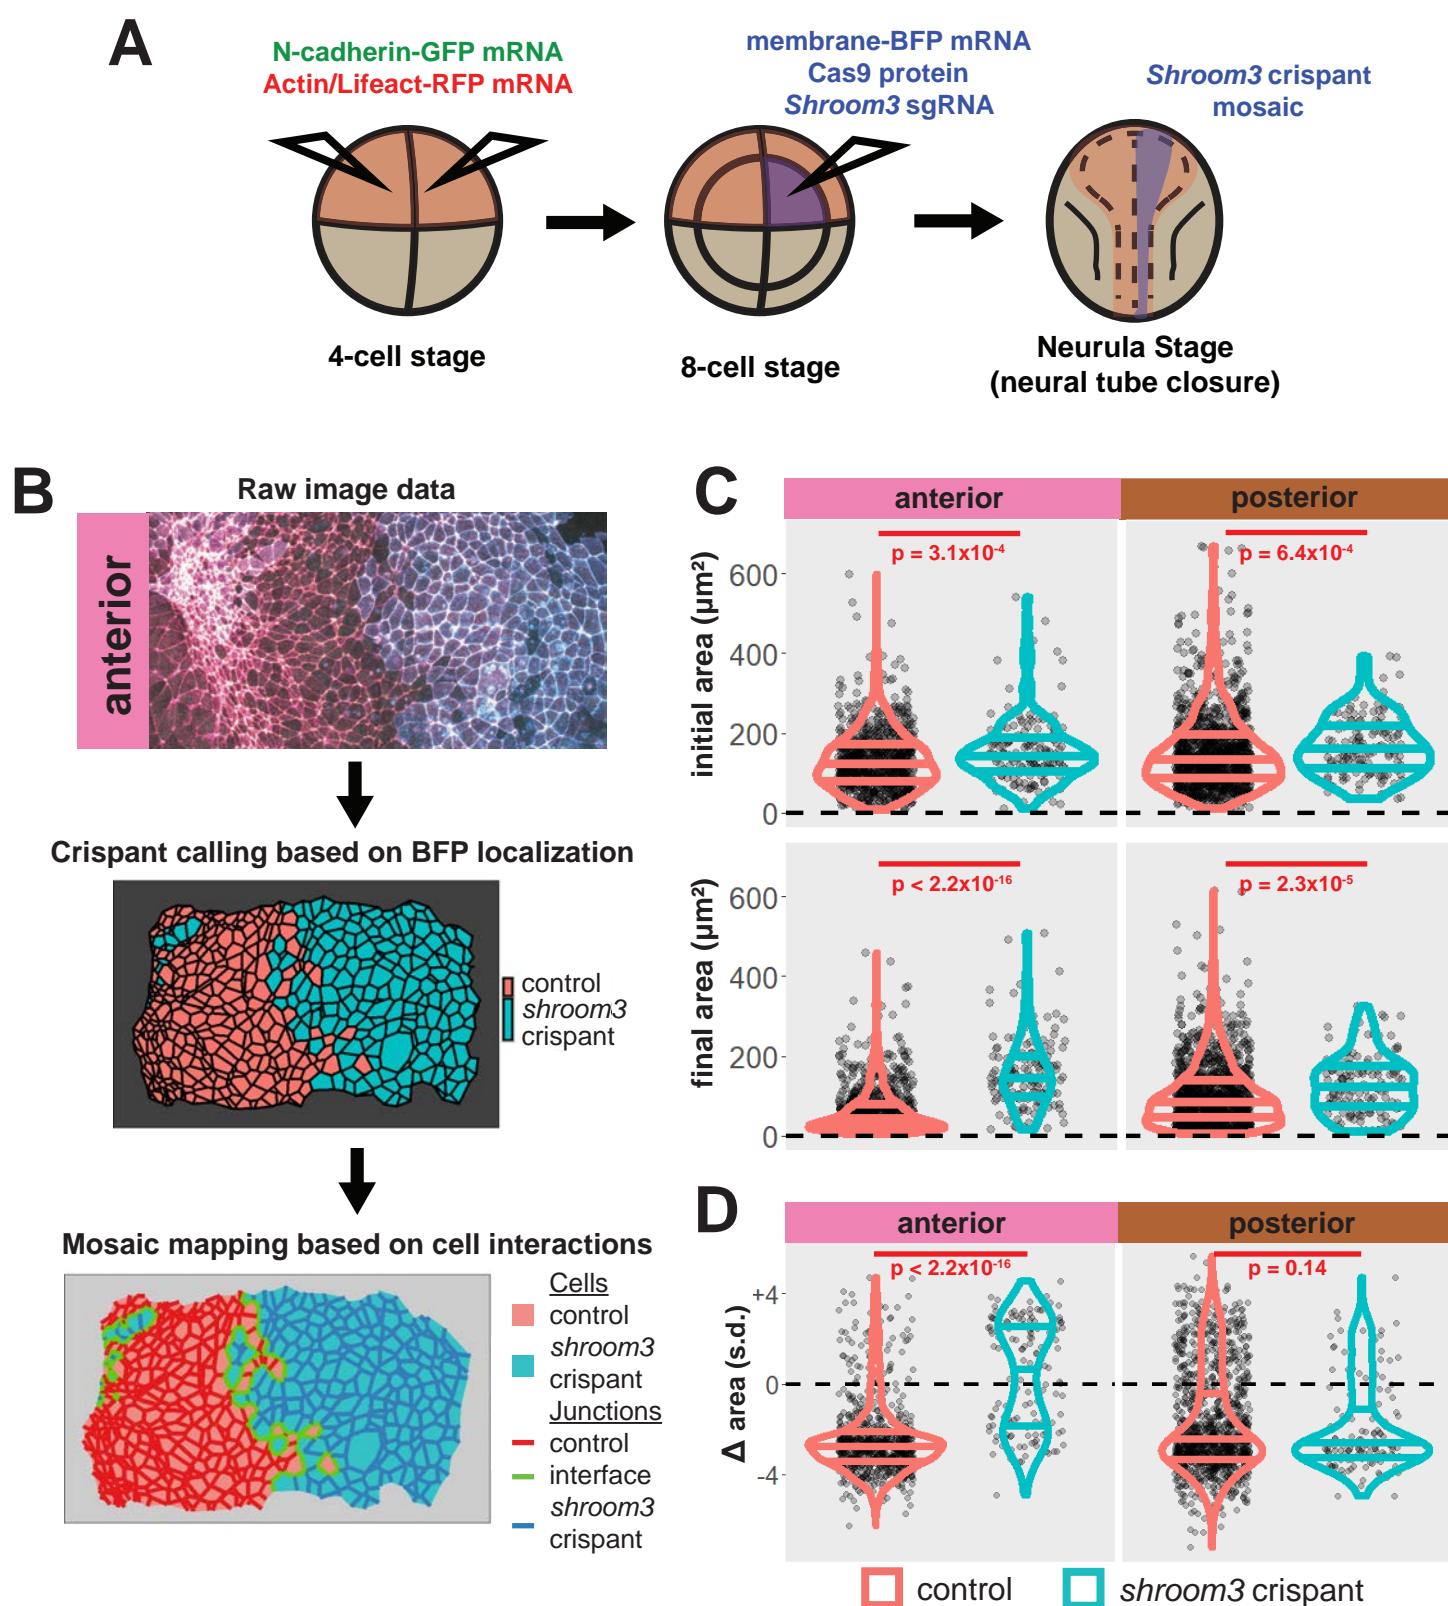 A
N-cadherin-GFP mRNA
Actin/Lifeact-RFP mRNA
membrane-BFP mRNA
Cas9 protein
Shroom3 sgRNA
Shroom3 crispant
mosaic
4-cell stage
8-cell stage
Neurula Stage
(neural tube closure)
B
Raw image data
anterior
Crispant calling based on BFP localization
control
shroom3
crispant
Mosaic mapping based on cell interactions
Cells
control
shroom3
crispant
Junctions
control
interface
shroom3
crispant
C
anterior
posterior
initial area (µm²)
600
400
200
0
p = 3.1x10⁻⁴
p = 6.4x10⁻⁴
final area (µm²)
600
400
200
0
p < 2.2x10⁻¹⁶
p = 2.3x10⁻⁵
D
anterior
posterior
Δ area (s.d.)
+4
0
-4
p < 2.2x10⁻¹⁶
p = 0.14
control
shroom3 crispant